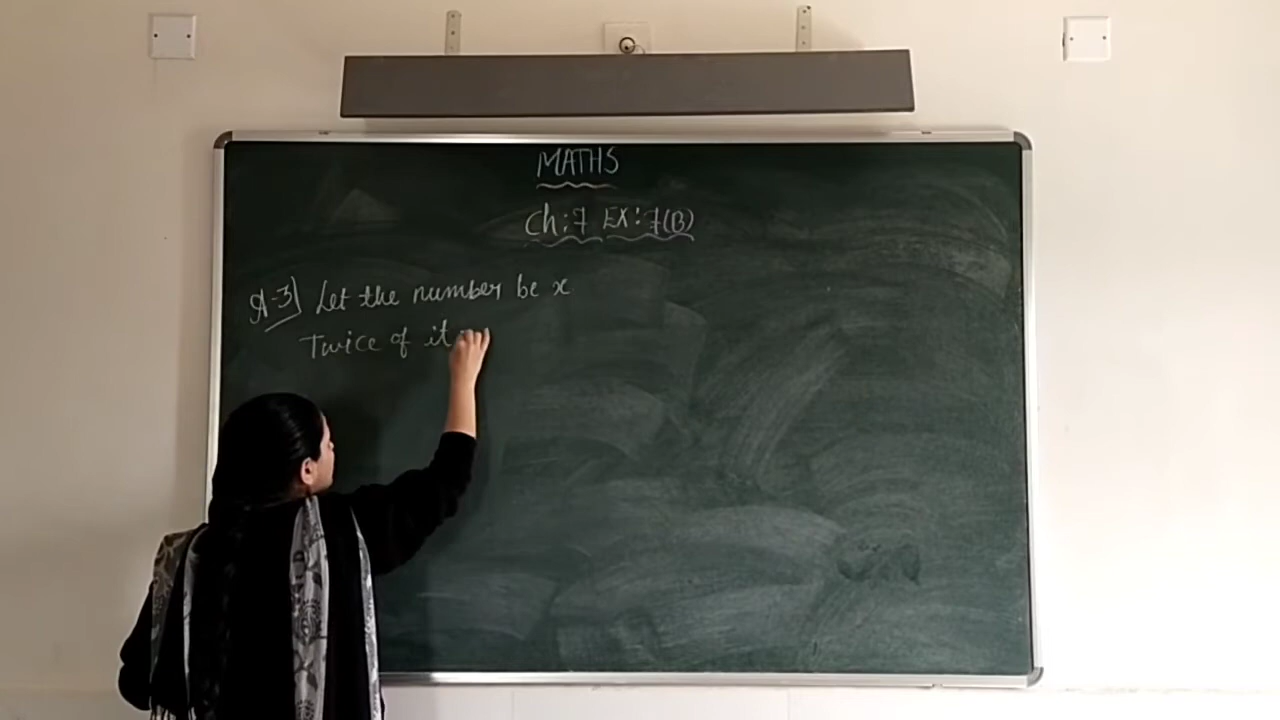 MATHS
Ch:7 EX:7(B)
A-3] Let the number be x
Twice of it